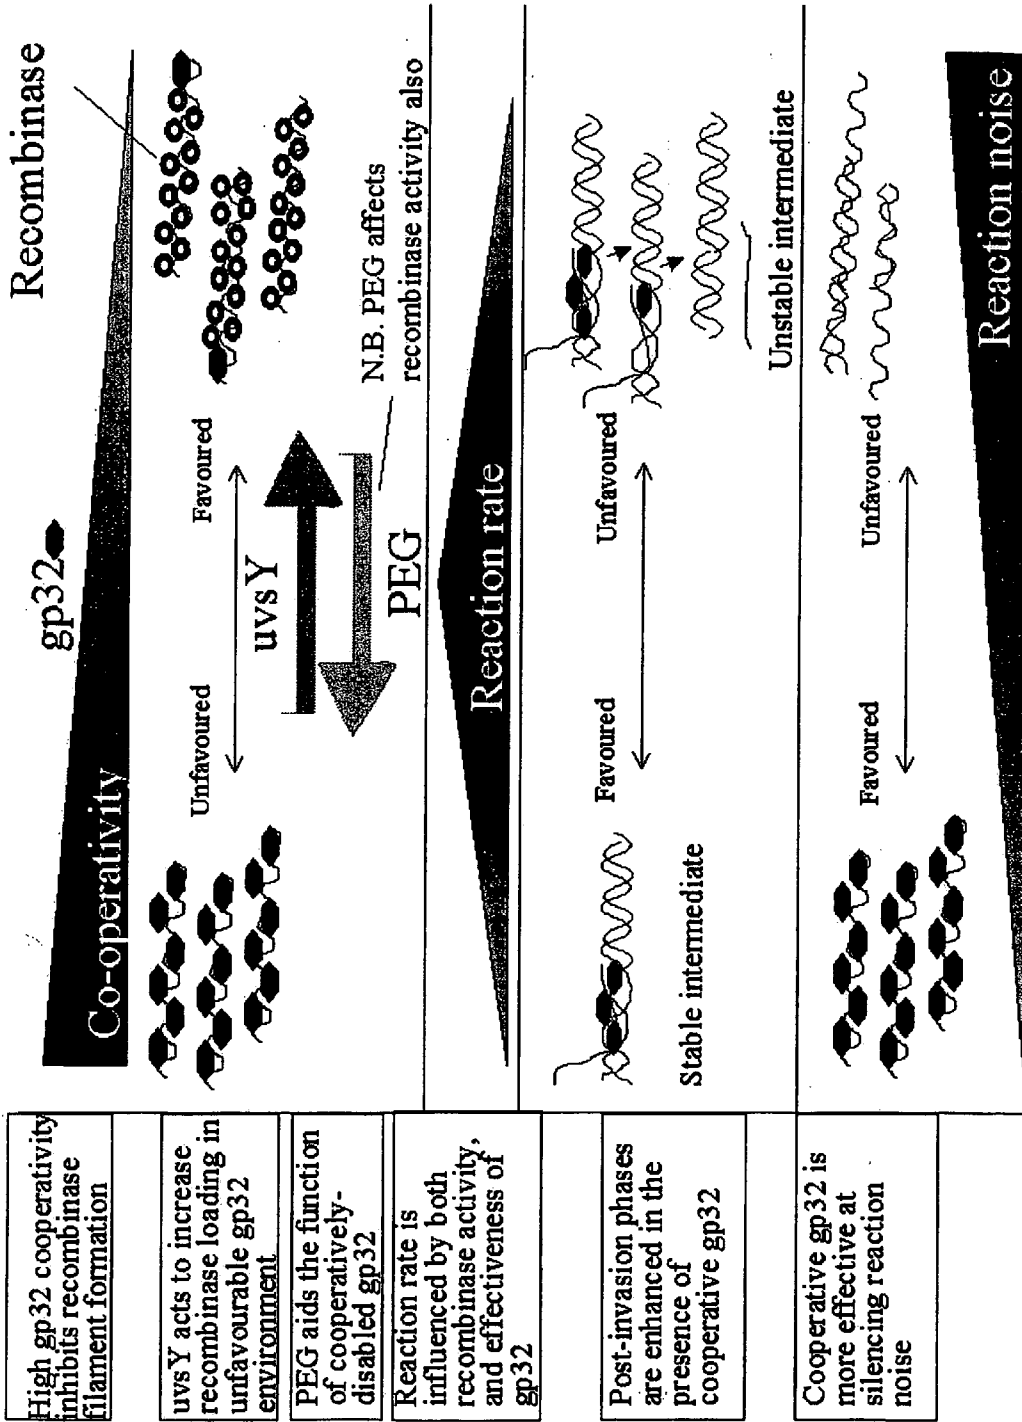 High gp32 cooperativity
inhibits recombinase
filament formation
uvsY acts to increase
recombinase loading in
unfavourable gp32
environment
PEG aids the function
of cooperatively-
disabled gp32
Reaction rate is
influenced by both
recombinase activity,
and effectiveness of
gp32
Post-invasion phases
are enhanced in the
presence of
cooperative gp32
Cooperative gp32 is
more effective at
silencing reaction
noise
gp32
Recombinase
Co-operativity
Unfavoured
Favoured
uvsY
PEG
N.B. PEG affects
recombinase activity also
Reaction rate
Favoured
Unfavoured
Stable intermediate
Unstable intermediate
Favoured
Unfavoured
Reaction noise